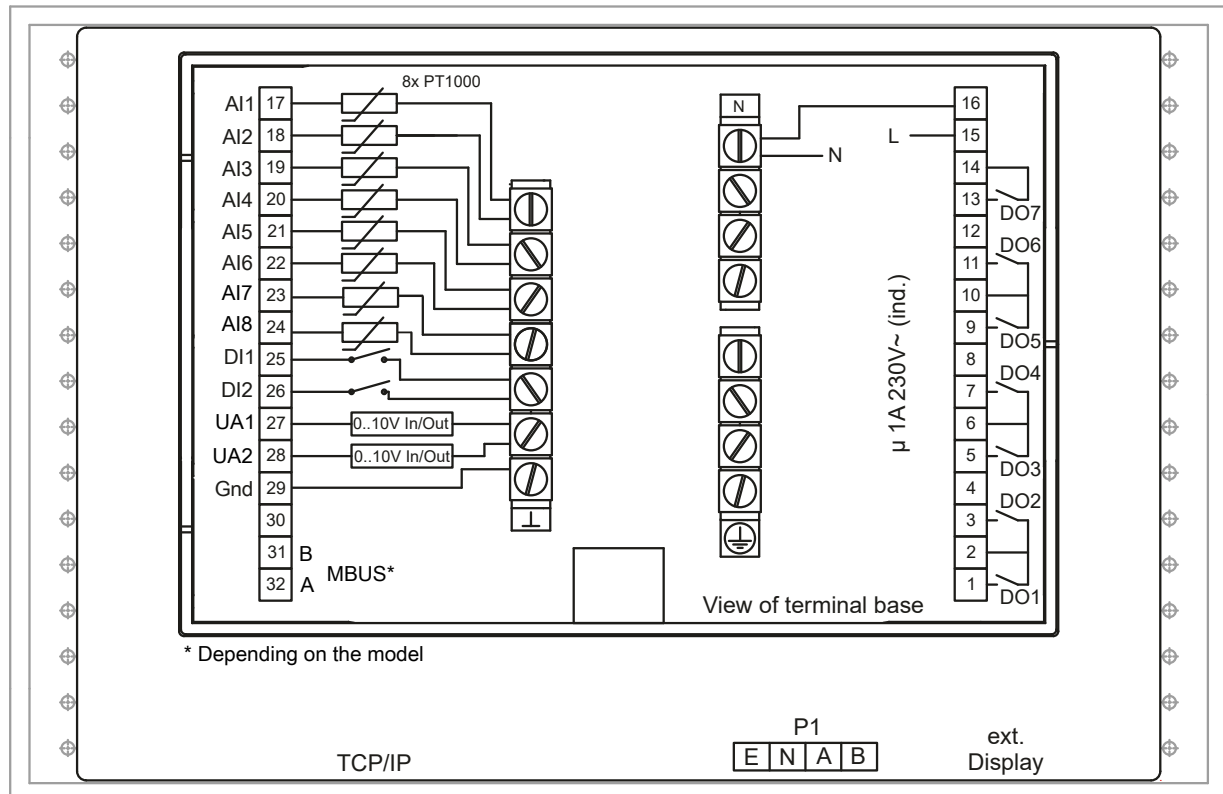 8x PT1000
AI1 17
AI2 18
AI3 19
AI4 20
AI5 21
AI6 22
AI7 23
AI8 24
DI1 25
DI2 26
UA1 27 0..10V In/Out
UA2 28 0..10V In/Out
Gnd 29
30
31 B
32 A
MBUS*
N
N
L
µ 1A 230V~ (ind.)
16
15
14
13
DO7
12
DO6
11
10
9
DO5
8
DO4
7
6
5
DO3
4
DO2
3
2
1
DO1
View of terminal base
* Depending on the model
TCP/IP
P1
E N A B
ext.
Display